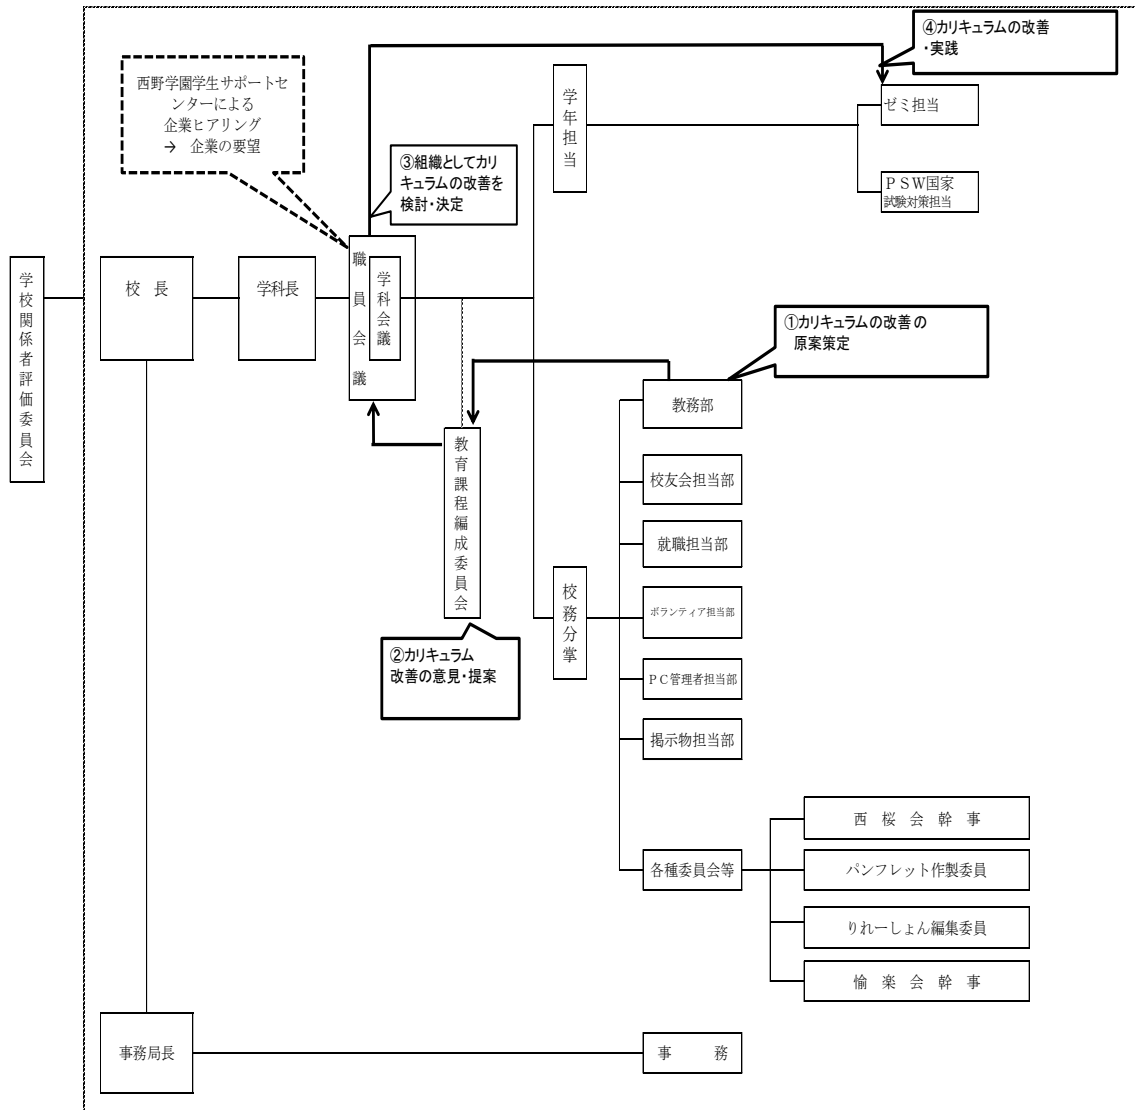 ④カリキュラムの改善
・実践
西野学園学生サポートセ
ンターによる
企業ヒアリング
→ 企業の要望
学年担当
ゼミ担当
③組織としてカリ
キュラムの改善を
検討・決定
PSW国家
試験対策担当
学校関係者評価委員会
校 長
学科長
職員会議
学科会議
①カリキュラムの改善の
原案策定
教務部
教育課程編成委員会
校友会担当部
就職担当部
校務分掌
ボランティア担当部
②カリキュラム
改善の意見・提案
PC管理者担当部
掲示物担当部
西 桜 会 幹 事
各種委員会等
パンフレット作製委員
りれーしょん編集委員
愉 楽 会 幹 事
事務局長
事 務